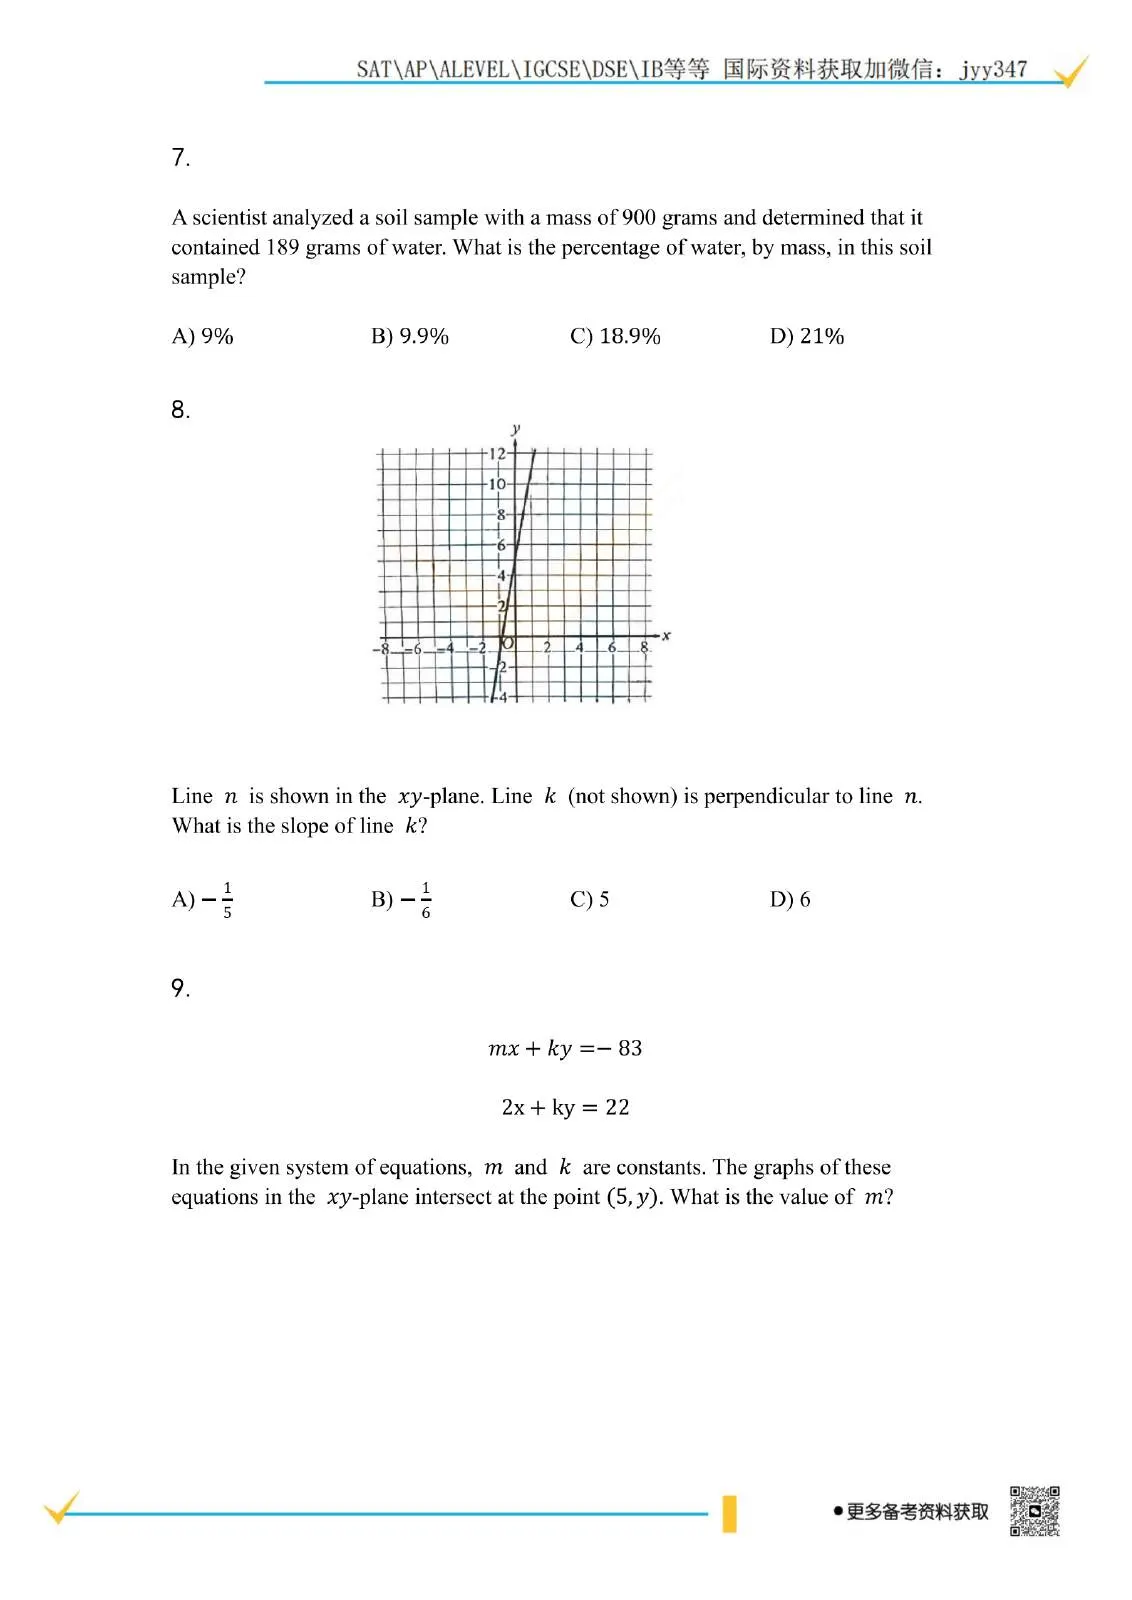 SAT\AP\ALEVEL\IGCSE\DSE\IB等等 国际资料获取加微信：jyy347
7.
A scientist analyzed a soil sample with a mass of 900 grams and determined that it
contained 189 grams of water. What is the percentage of water, by mass, in this soil
sample?
A) 9% B) 9.9% C) 18.9% D) 21%
8.
y
12
10
8
6
4
2
x
-8 -6 -4 -2 O 2 4 6 8
-2
-4
Line n is shown in the xy-plane. Line k (not shown) is perpendicular to line n.
What is the slope of line k?
A) −1/5 B) −1/6 C) 5 D) 6
9.
mx + ky =− 83
2x + ky = 22
In the given system of equations, m and k are constants. The graphs of these
equations in the xy-plane intersect at the point (5, y). What is the value of m?
●更多备考资料获取